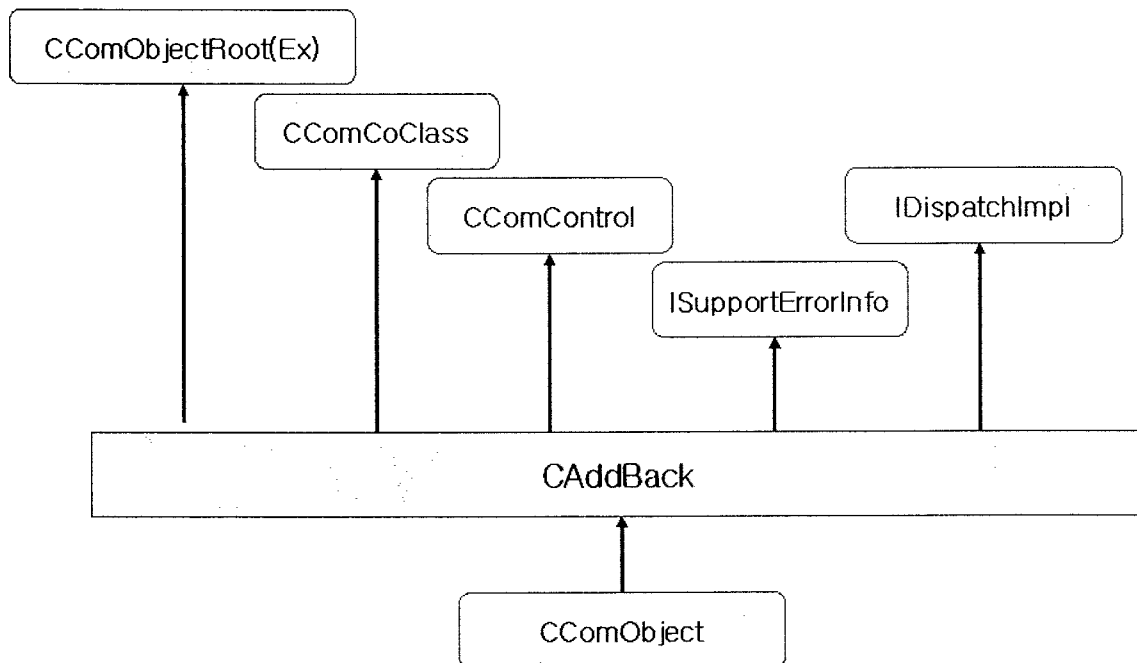 CComObjectRoot(Ex)
CComCoClass
CComControl
IDispatchImpl
ISupportErrorInfo
CAddBack
CComObject